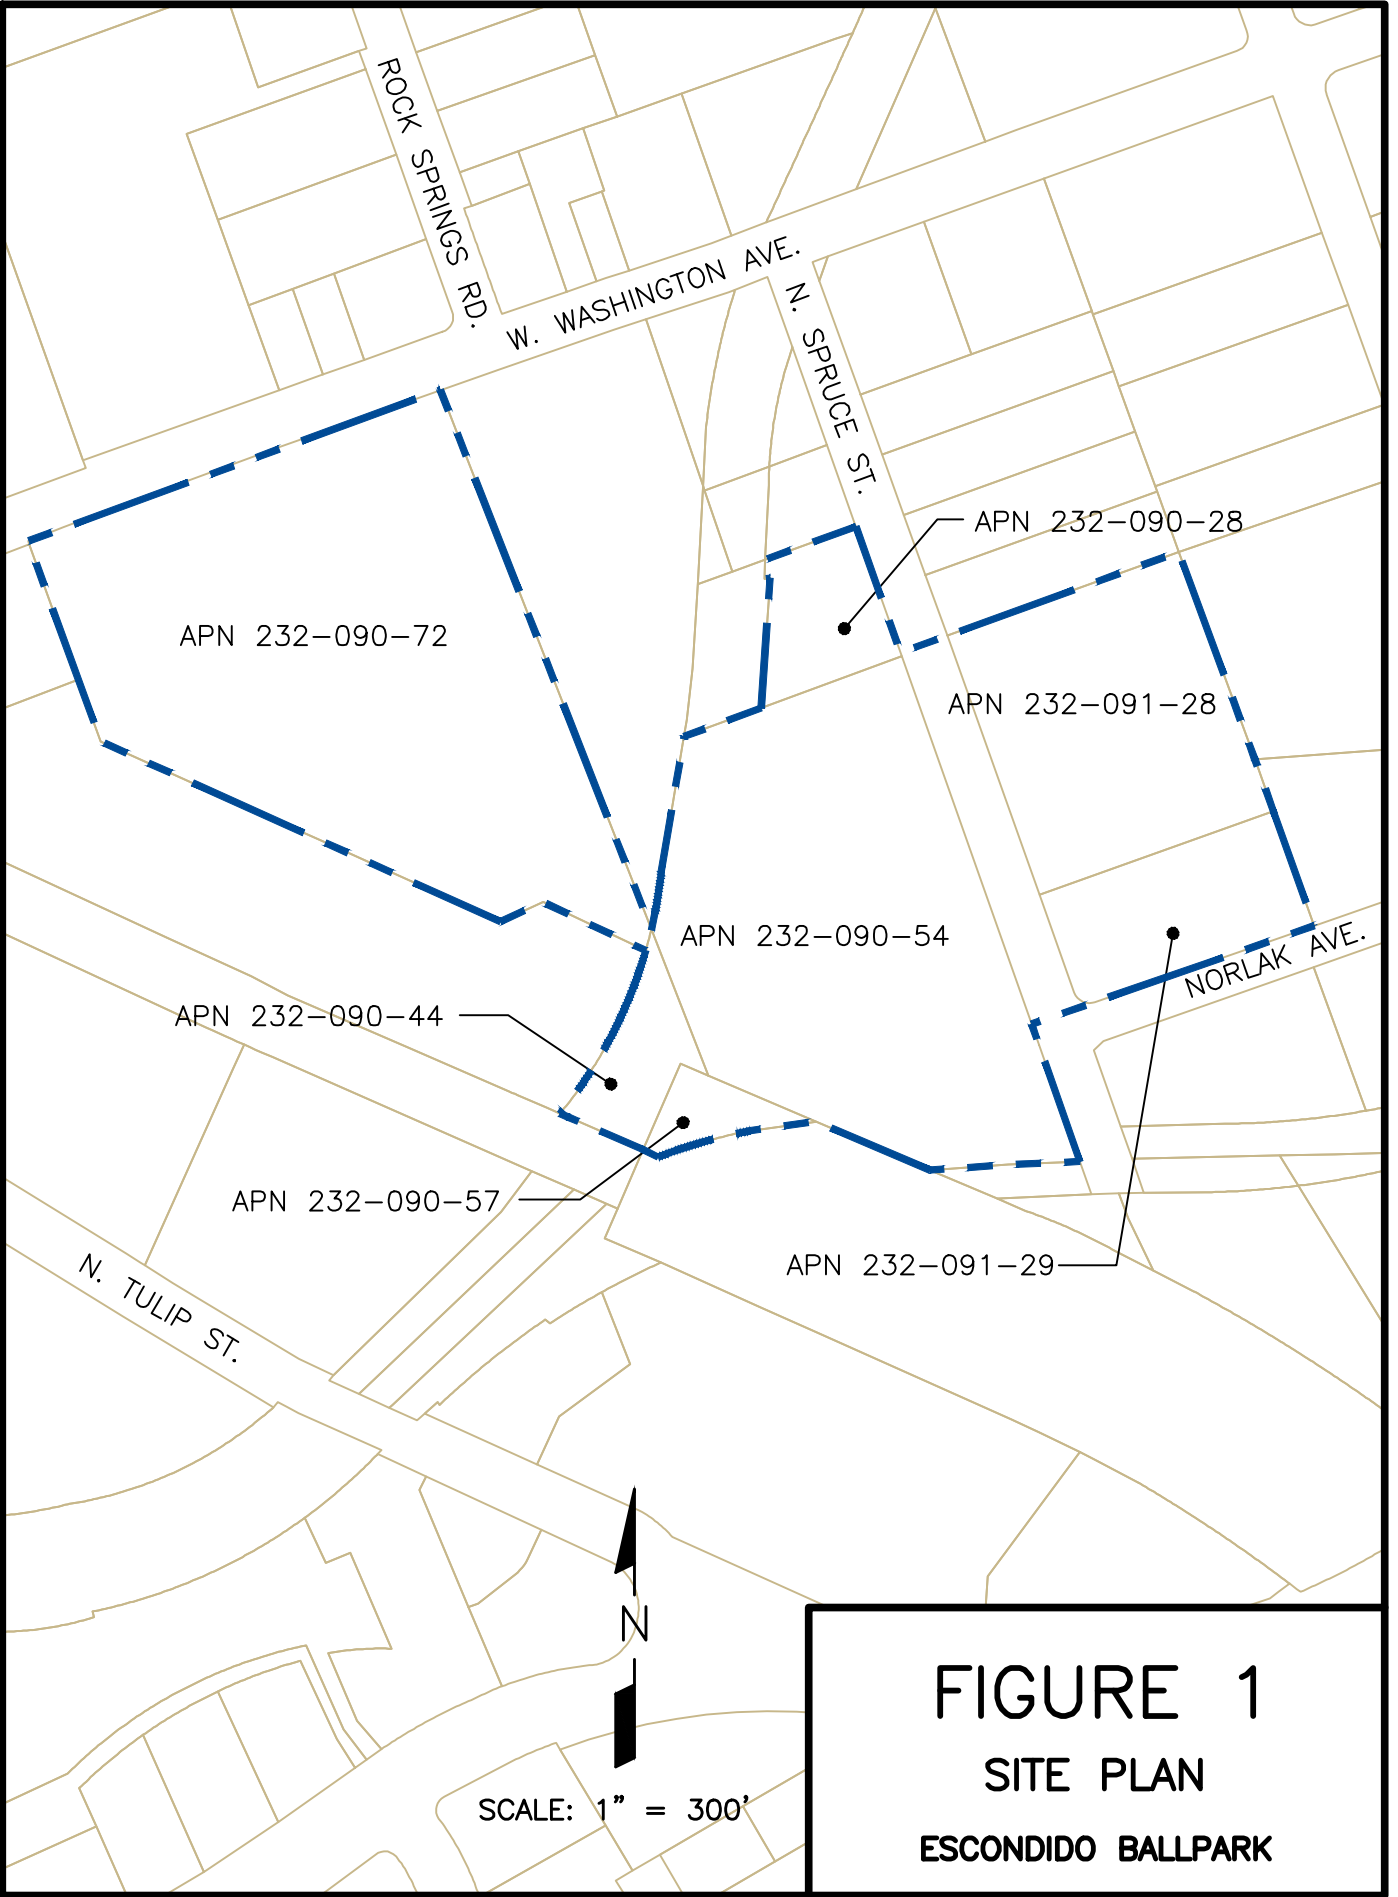 ROCK SPRINGS RD.
W. WASHINGTON AVE.
N. SPRUCE ST.
APN 232-090-28
APN 232-090-72
APN 232-091-28
APN 232-090-54
NORLAK AVE.
APN 232-090-44
APN 232-090-57
APN 232-091-29
N. TULIP ST.
N
SCALE: 1" = 300'
FIGURE 1
SITE PLAN
ESCONDIDO BALLPARK